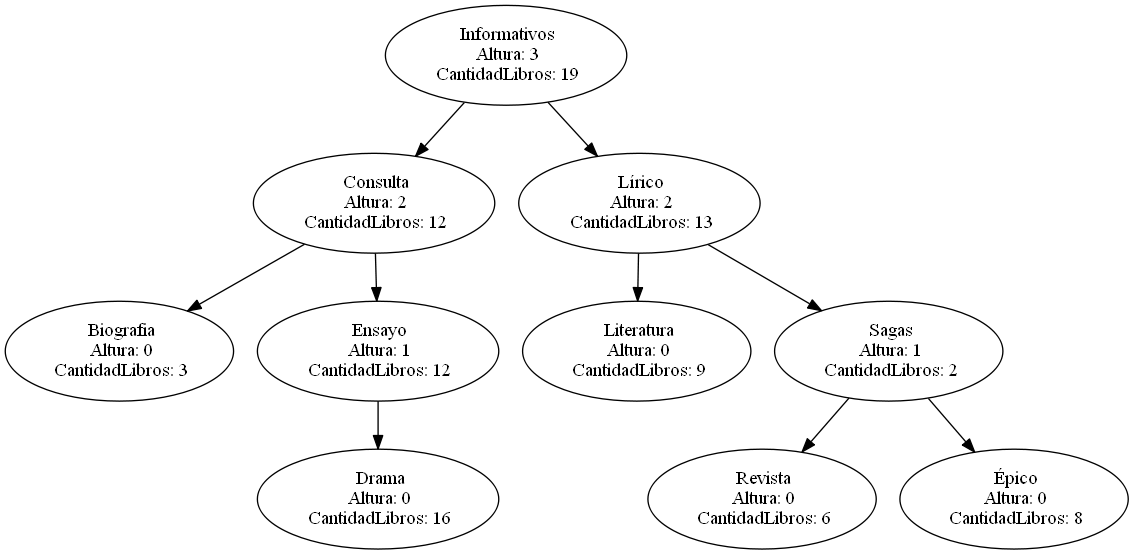 Informativos
Altura: 3
CantidadLibros: 19
Consulta
Altura: 2
CantidadLibros: 12
Lírico
Altura: 2
CantidadLibros: 13
Biografia
Altura: 0
CantidadLibros: 3
Ensayo
Altura: 1
CantidadLibros: 12
Literatura
Altura: 0
CantidadLibros: 9
Sagas
Altura: 1
CantidadLibros: 2
Drama
Altura: 0
CantidadLibros: 16
Revista
Altura: 0
CantidadLibros: 6
Épico
Altura: 0
CantidadLibros: 8